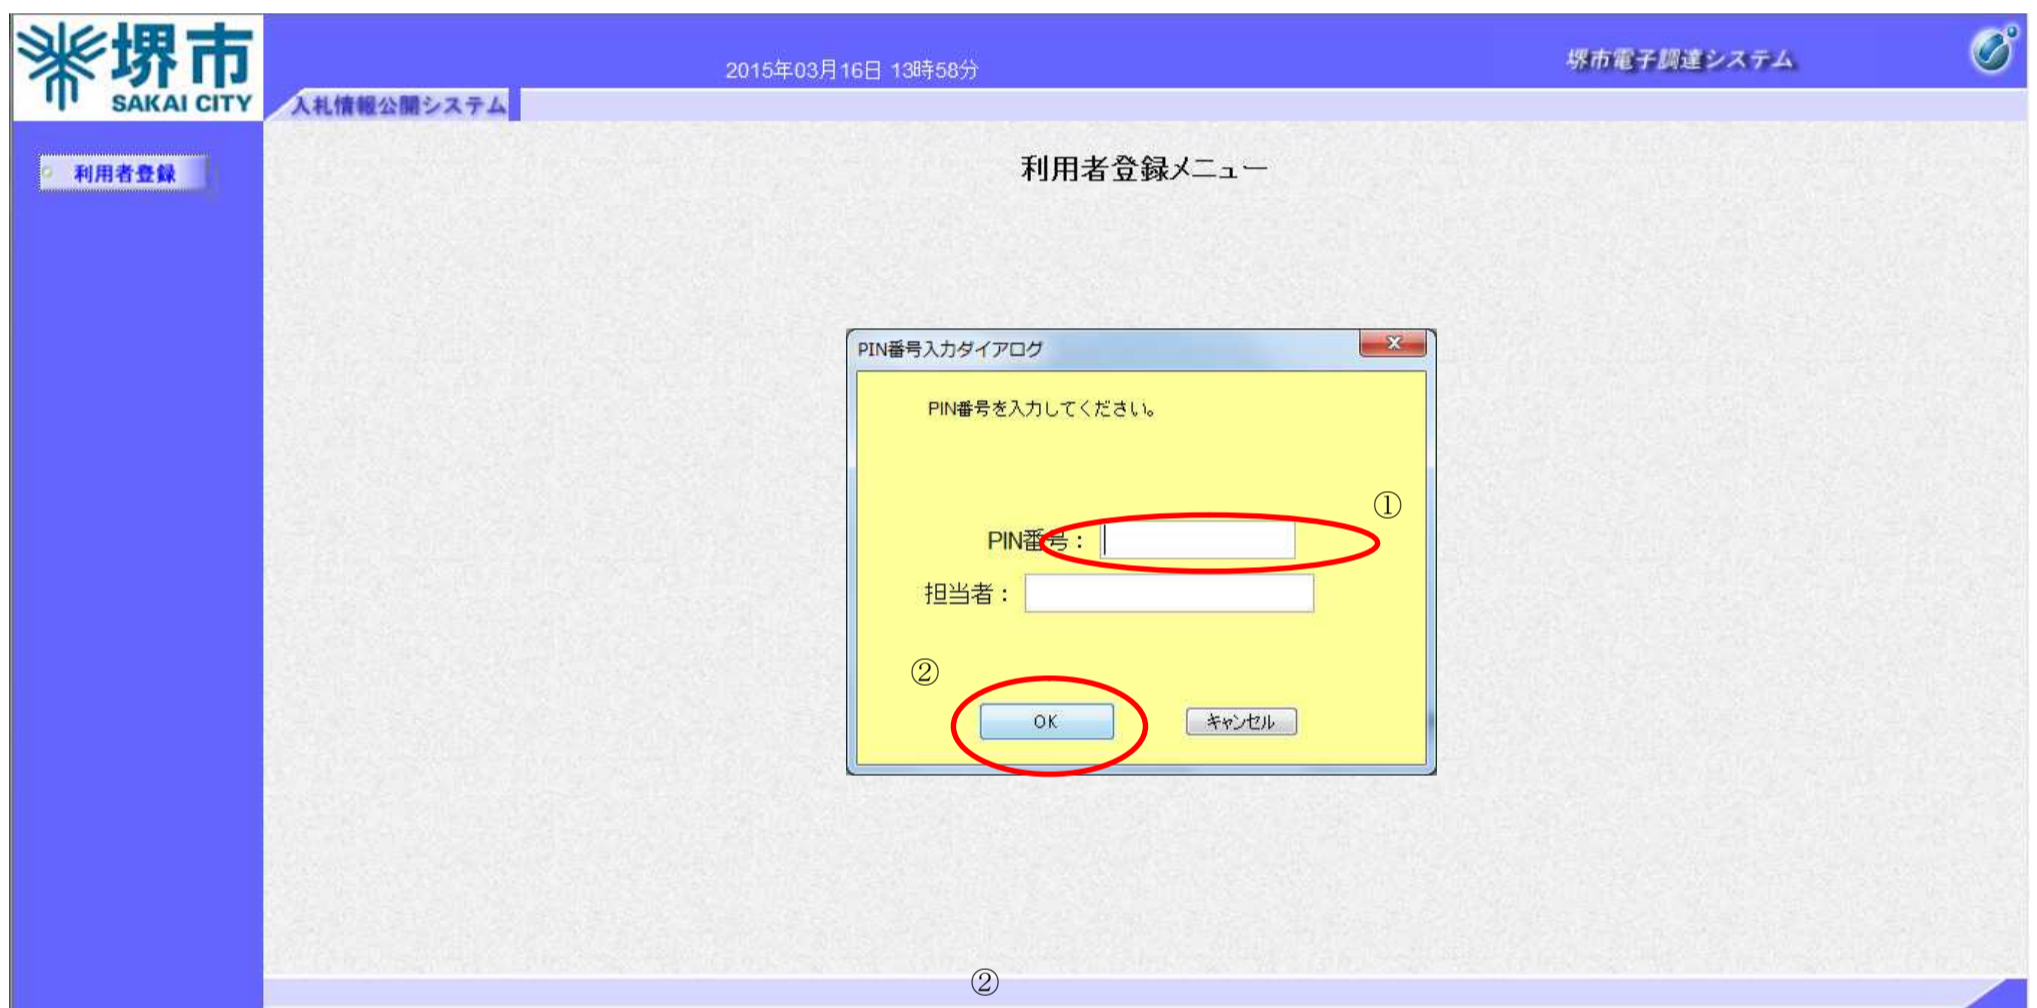 堺市
SAKAI CITY
2015年03月16日 13時58分
堺市電子調達システム
入札情報公開システム
利用者登録
利用者登録メニュー
PIN番号入力ダイアログ
PIN番号を入力してください。
①
PIN番号：
担当者：
②
OK
キャンセル
②